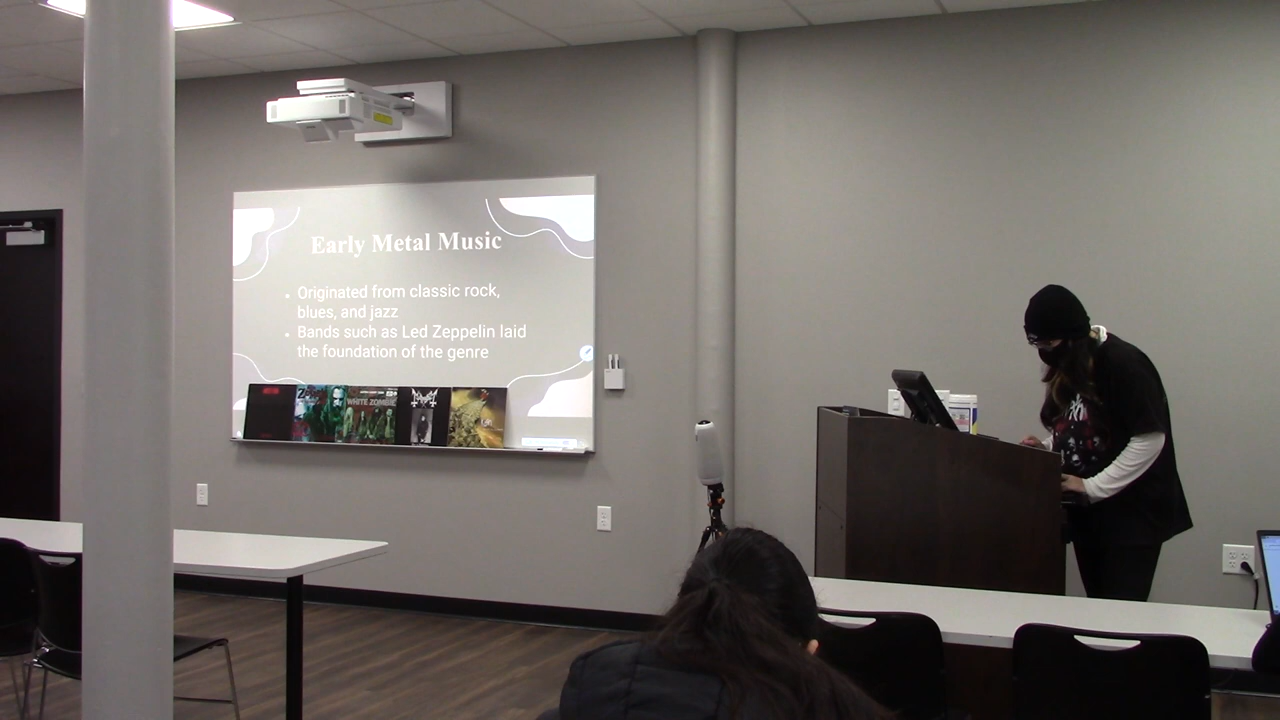 Early Metal Music
Originated from classic rock,
blues, and jazz
Bands such as Led Zeppelin laid
the foundation of the genre
WHITE ZOMBIE